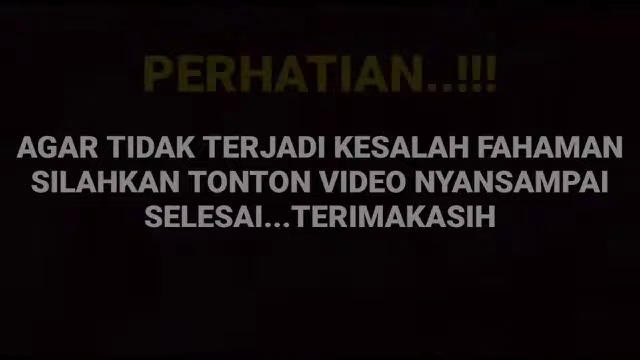 PERHATIAN..!!!
AGAR TIDAK TERJADI KESALAH FAHAMAN
SILAHKAN TONTON VIDEO NYANSAMPAI
SELESAI...TERIMAKASIH